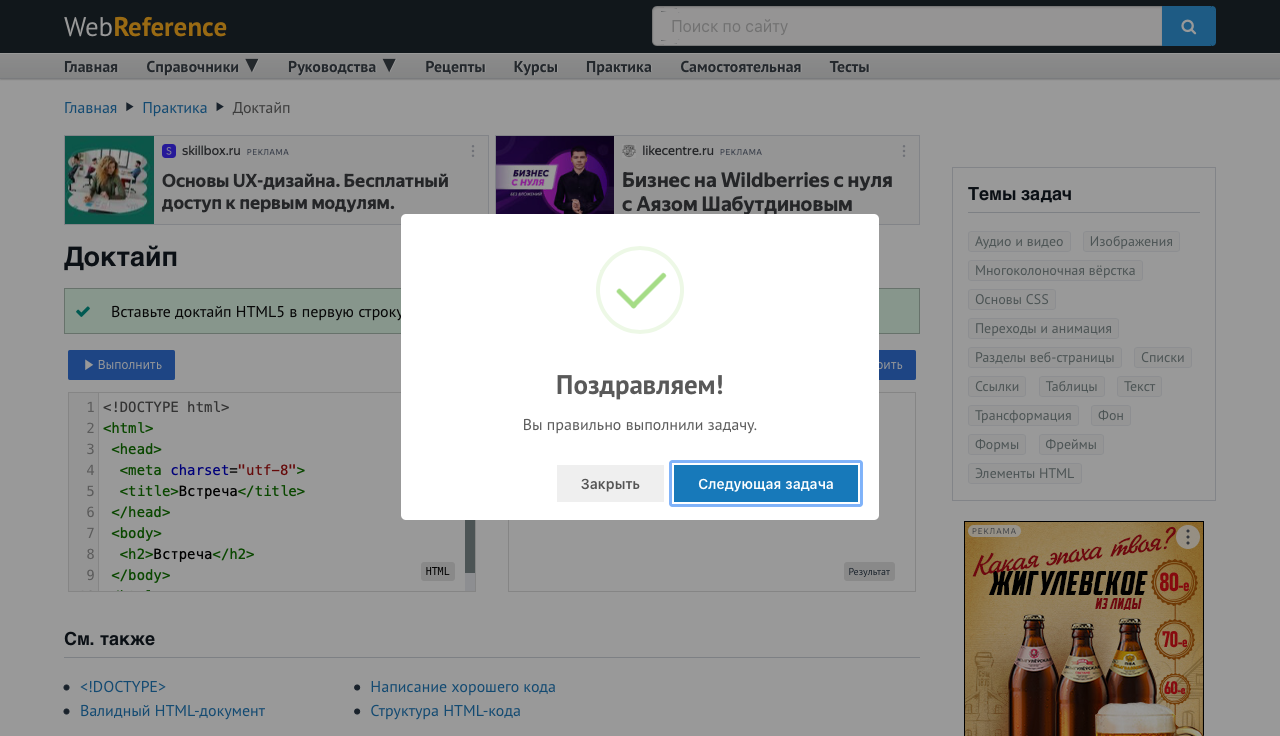 WebReference
Поиск по сайту
Главная Справочники ▼ Руководства ▼ Рецепты Курсы Практика Самостоятельная Тесты
Главная Практика Доктайп
skillbox.ru РЕКЛАМА
Основы UX-дизайна. Бесплатный
доступ к первым модулям.
БИЗНЕС
С НУЛЯ
БЕЗ ВЛОЖЕНИЙ
likecentre.ru РЕКЛАМА
Бизнес на Wildberries с нуля
с Аязом Шабутдиновым
Доктайп
Вставьте доктайп HTML5 в первую строку
Выполнить
1 <!DOCTYPE html>
2 <html>
3 <head>
4 <meta charset="utf-8">
5 <title>Встреча</title>
6 </head>
7 <body>
8 <h2>Встреча</h2>
9 </body>
HTML
Результат
Поздравляем!
Вы правильно выполнили задачу.
Закрыть
Следующая задача
См. также
<!DOCTYPE>
Валидный HTML-документ
Написание хорошего кода
Структура HTML-кода
Темы задач
Аудио и видео Изображения
Многоколоночная вёрстка
Основы CSS
Переходы и анимация
Разделы веб-страницы Списки
Ссылки Таблицы Текст
Трансформация Фон
Формы Фреймы
Элементы HTML
РЕКЛАМА
Какая эпоха твоя?
ЖИГУЛЕВСКОЕ
ИЗ ЛИДЫ
80-е
70-е
60-е